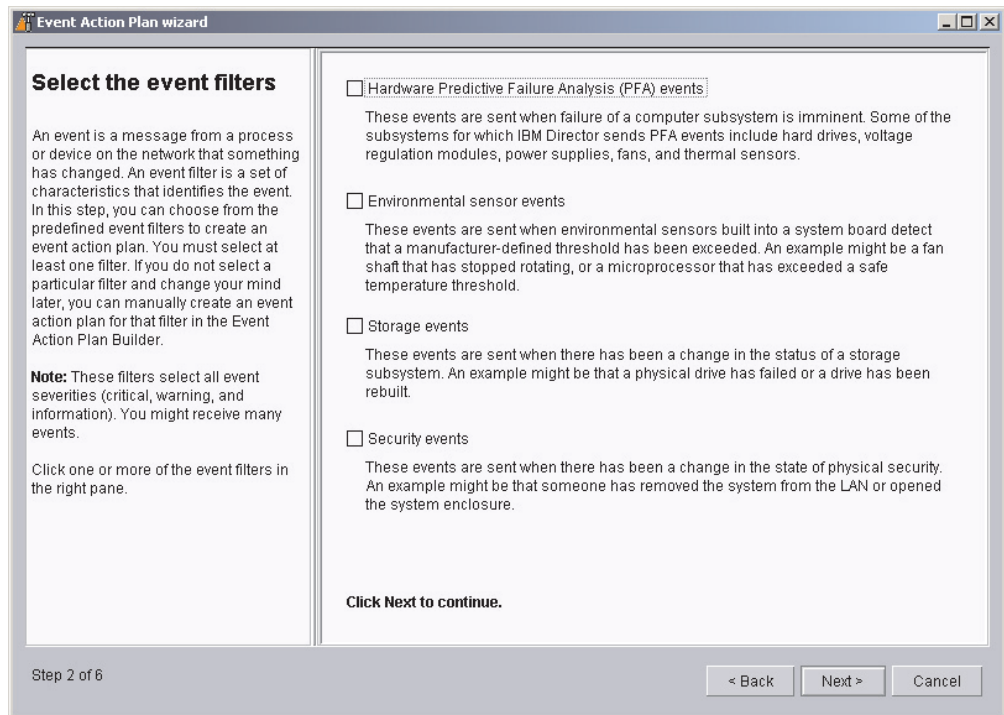 Event Action Plan wizard
Select the event filters
An event is a message from a process
or device on the network that something
has changed. An event filter is a set of
characteristics that identifies the event.
In this step, you can choose from the
predefined event filters to create an
event action plan. You must select at
least one filter. If you do not select a
particular filter and change your mind
later, you can manually create an event
action plan for that filter in the Event
Action Plan Builder.
Note: These filters select all event
severities (critical, warning, and
information). You might receive many
events.
Click one or more of the event filters in
the right pane.
Hardware Predictive Failure Analysis (PFA) events
These events are sent when failure of a computer subsystem is imminent. Some of the
subsystems for which IBM Director sends PFA events include hard drives, voltage
regulation modules, power supplies, fans, and thermal sensors.
Environmental sensor events
These events are sent when environmental sensors built into a system board detect
that a manufacturer-defined threshold has been exceeded. An example might be a fan
shaft that has stopped rotating, or a microprocessor that has exceeded a safe
temperature threshold.
Storage events
These events are sent when there has been a change in the status of a storage
subsystem. An example might be that a physical drive has failed or a drive has been
rebuilt.
Security events
These events are sent when there has been a change in the state of physical security.
An example might be that someone has removed the system from the LAN or opened
the system enclosure.
Click Next to continue.
Step 2 of 6
< Back
Next >
Cancel